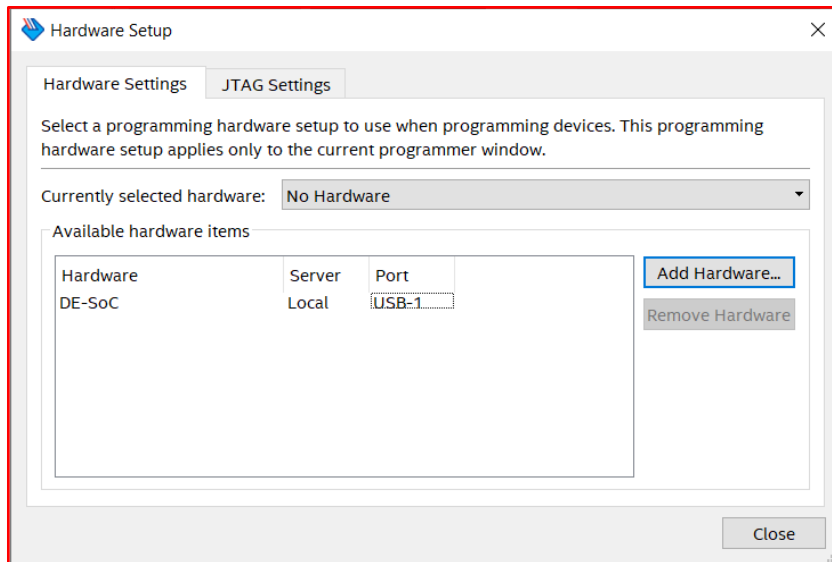 Hardware Setup
Hardware Settings
JTAG Settings
Select a programming hardware setup to use when programming devices. This programming
hardware setup applies only to the current programmer window.
Currently selected hardware: No Hardware
Available hardware items
Hardware Server Port
DE-SoC Local USB-1
Add Hardware...
Remove Hardware
Close